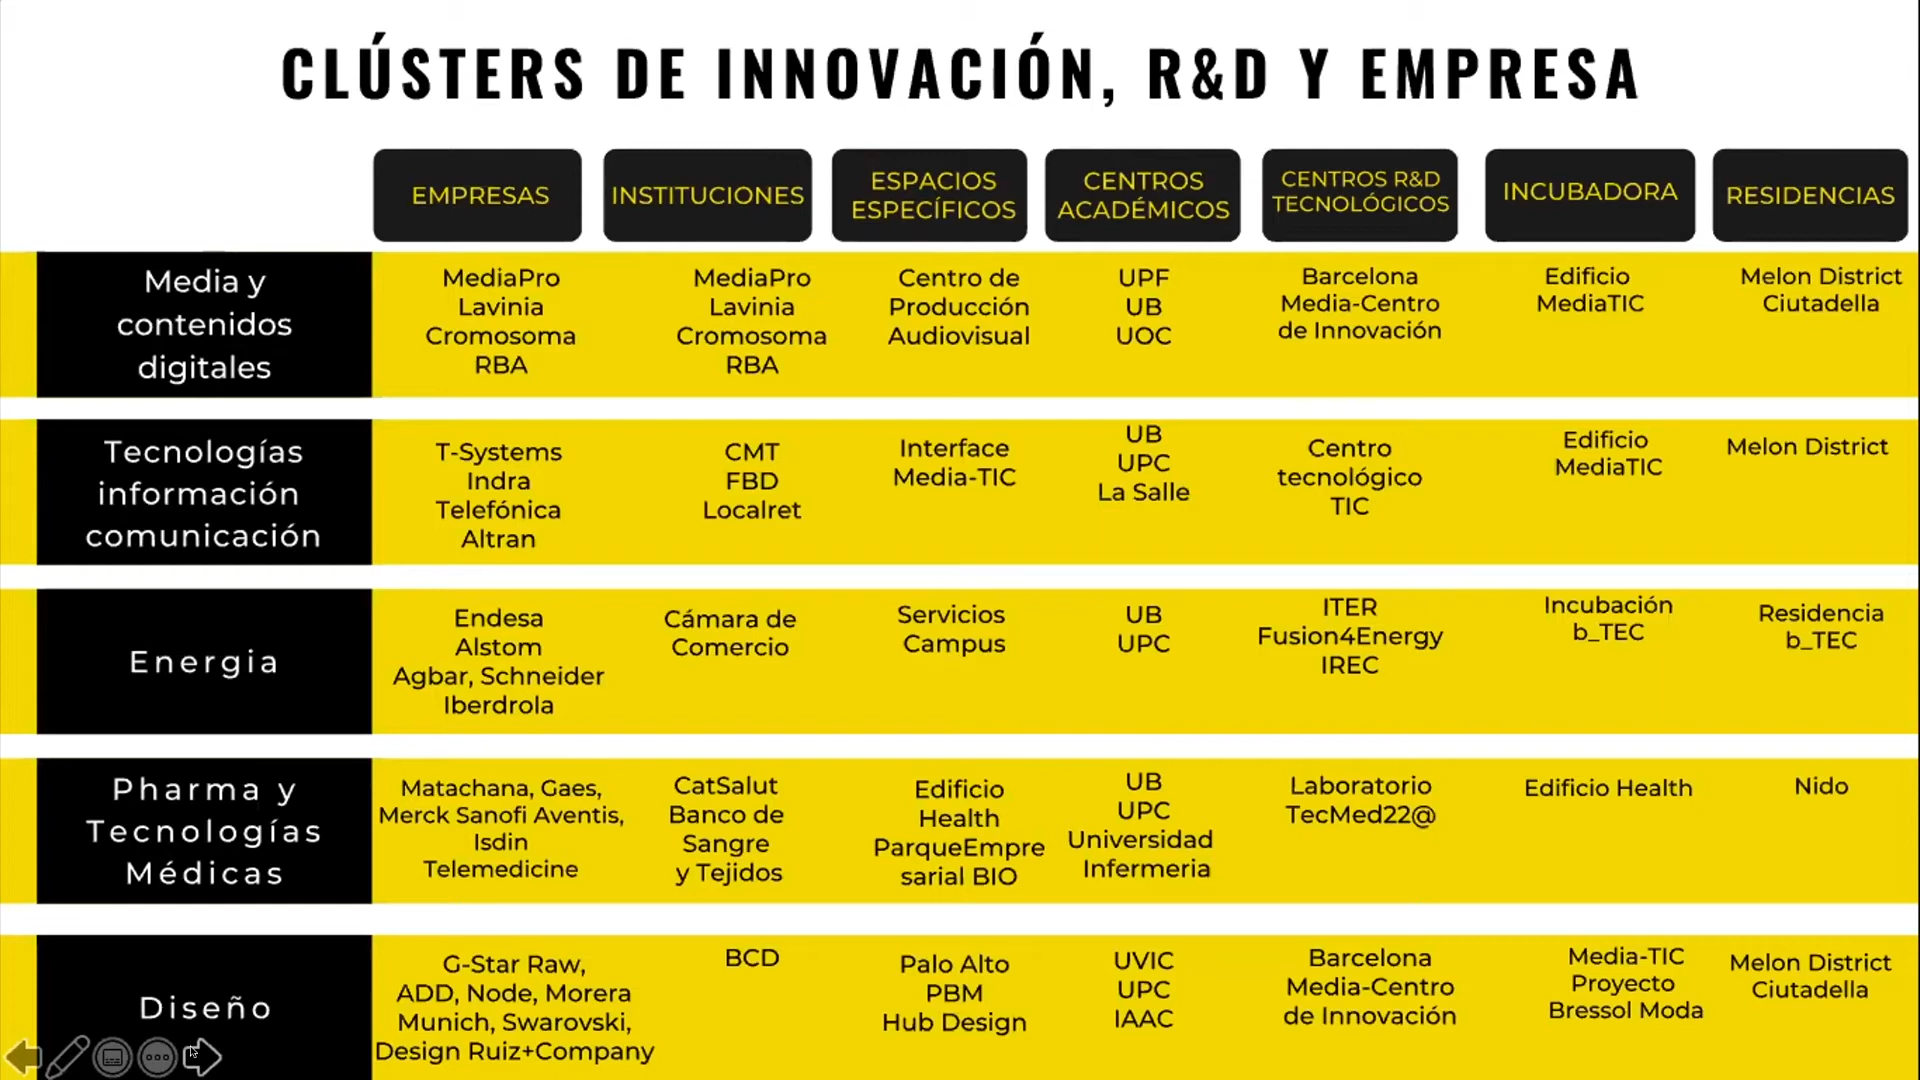 CLÚSTERS DE INNOVACIÓN, R&D Y EMPRESA
EMPRESAS
INSTITUCIONES
ESPACIOS
ESPECÍFICOS
CENTROS
ACADÉMICOS
CENTROS R&D
TECNOLÓGICOS
INCUBADORA
RESIDENCIAS
Media y
contenidos
digitales
MediaPro
Lavinia
Cromosoma
RBA
MediaPro
Lavinia
Cromosoma
RBA
Centro de
Producción
Audiovisual
UPF
UB
UOC
Barcelona
Media-Centro
de Innovación
Edificio
MediaTIC
Melon District
Ciutadella
Tecnologías
información
comunicación
T-Systems
Indra
Telefónica
Altran
CMT
FBD
Localret
Interface
Media-TIC
UB
UPC
La Salle
Centro
tecnológico
TIC
Edificio
MediaTIC
Melon District
Energia
Endesa
Alstom
Agbar, Schneider
Iberdrola
Cámara de
Comercio
Servicios
Campus
UB
UPC
ITER
Fusion4Energy
IREC
Incubación
b_TEC
Residencia
b_TEC
Pharma y
Tecnologías
Médicas
Matachana, Gaes,
Merck Sanofi Aventis,
Isdin
Telemedicine
CatSalut
Banco de
Sangre
y Tejidos
Edificio
Health
ParqueEmpre
sarial BIO
UB
UPC
Universidad
Infermeria
Laboratorio
TecMed22@
Edificio Health
Nido
Diseño
G-Star Raw,
ADD, Node, Morera
Munich, Swarovski,
Design Ruiz+Company
BCD
Palo Alto
PBM
Hub Design
UVIC
UPC
IAAC
Barcelona
Media-Centro
de Innovación
Media-TIC
Proyecto
Bressol Moda
Melon District
Ciutadella